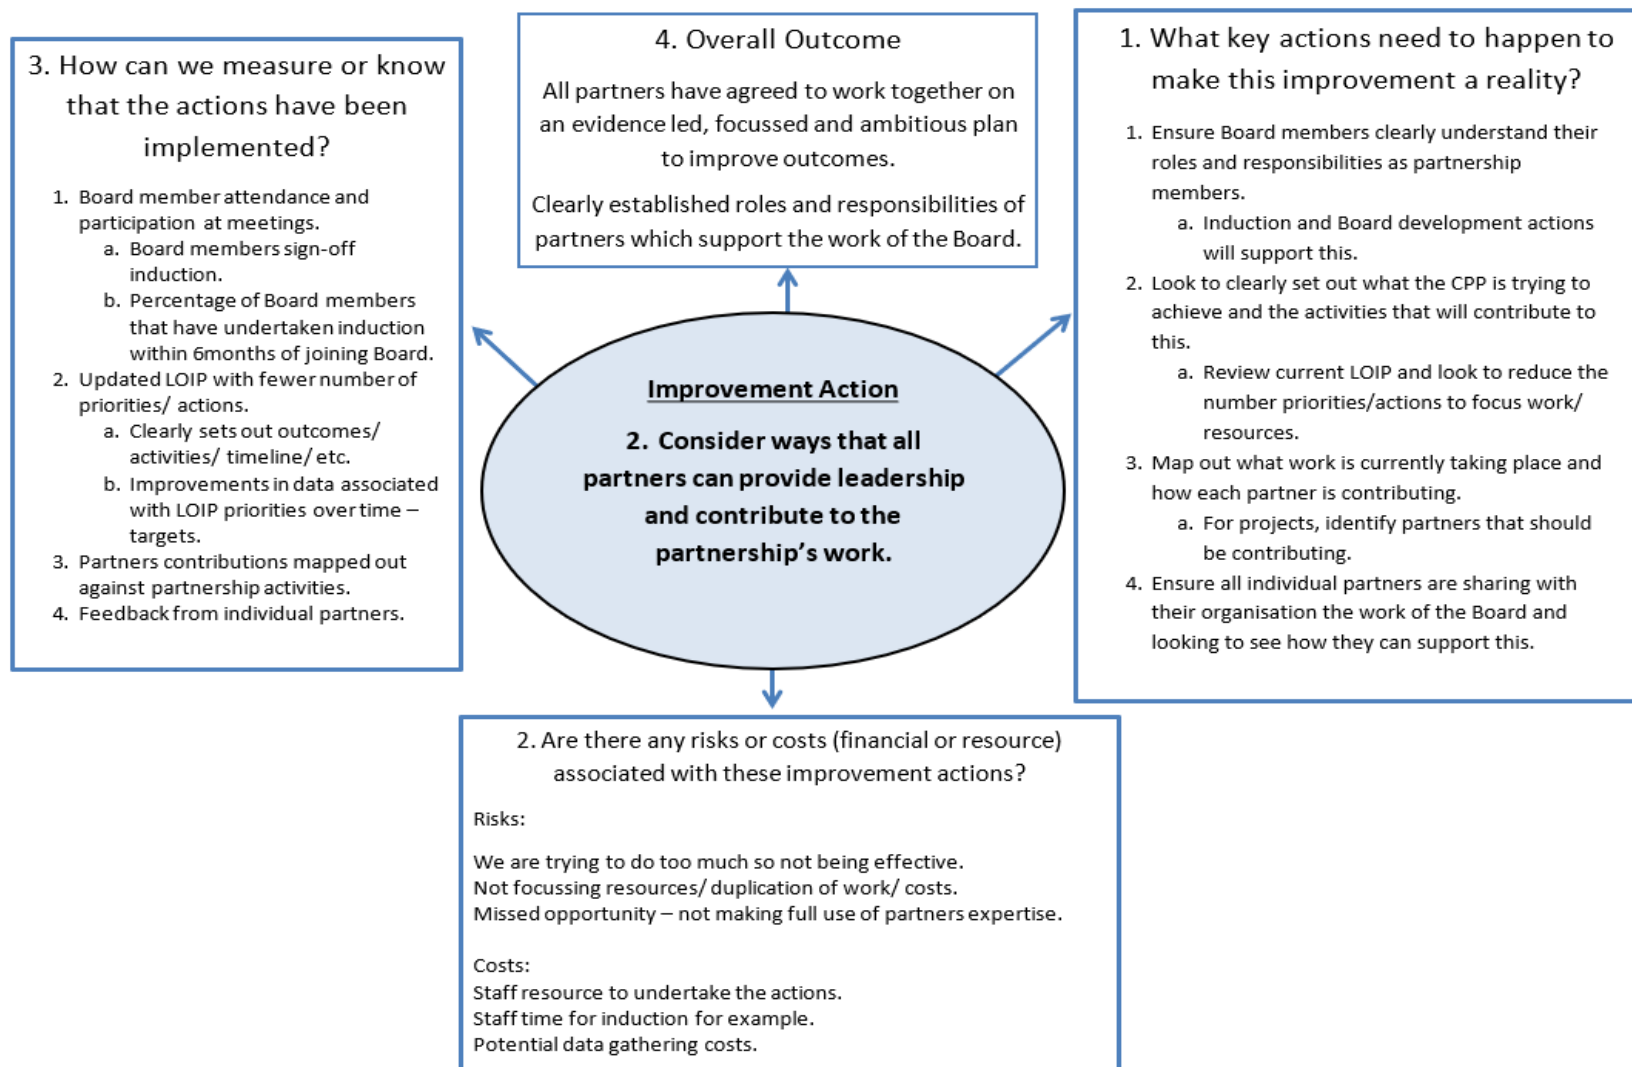 3. How can we measure or know
that the actions have been
implemented?
1. Board member attendance and
participation at meetings.
a. Board members sign-off
induction.
b. Percentage of Board members
that have undertaken induction
within 6months of joining Board.
2. Updated LOIP with fewer number of
priorities/ actions.
a. Clearly sets out outcomes/
activities/ timeline/ etc.
b. Improvements in data associated
with LOIP priorities over time –
targets.
3. Partners contributions mapped out
against partnership activities.
4. Feedback from individual partners.
4. Overall Outcome
All partners have agreed to work together on
an evidence led, focussed and ambitious plan
to improve outcomes.
Clearly established roles and responsibilities of
partners which support the work of the Board.
1. What key actions need to happen to
make this improvement a reality?
1. Ensure Board members clearly understand their
roles and responsibilities as partnership
members.
a. Induction and Board development actions
will support this.
2. Look to clearly set out what the CPP is trying to
achieve and the activities that will contribute to
this.
a. Review current LOIP and look to reduce the
number priorities/actions to focus work/
resources.
3. Map out what work is currently taking place and
how each partner is contributing.
a. For projects, identify partners that should
be contributing.
4. Ensure all individual partners are sharing with
their organisation the work of the Board and
looking to see how they can support this.
Improvement Action
2. Consider ways that all
partners can provide leadership
and contribute to the
partnership’s work.
2. Are there any risks or costs (financial or resource)
associated with these improvement actions?
Risks:
We are trying to do too much so not being effective.
Not focussing resources/ duplication of work/ costs.
Missed opportunity – not making full use of partners expertise.
Costs:
Staff resource to undertake the actions.
Staff time for induction for example.
Potential data gathering costs.